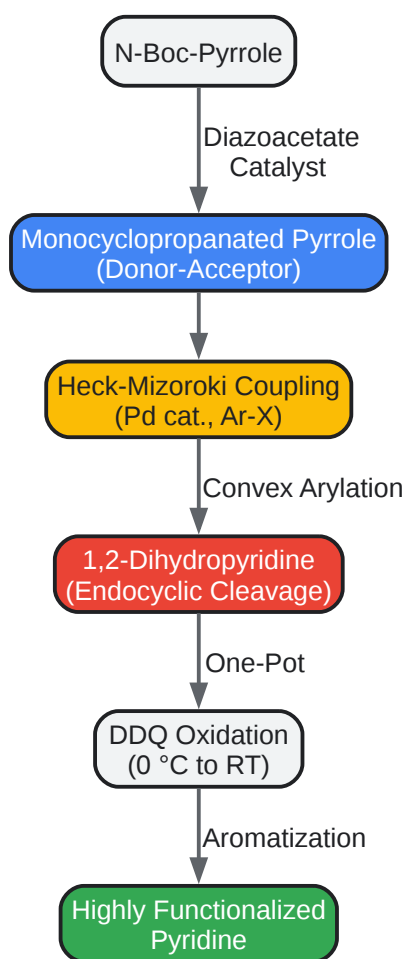 N-Boc-Pyrrole
Diazoacetate
Catalyst
Monocyclopropanated Pyrrole
(Donor-Acceptor)
Heck-Mizoroki Coupling
(Pd cat., Ar-X)
Convex Arylation
1,2-Dihydropyridine
(Endocyclic Cleavage)
One-Pot
DDQ Oxidation
(0 °C to RT)
Aromatization
Highly Functionalized
Pyridine